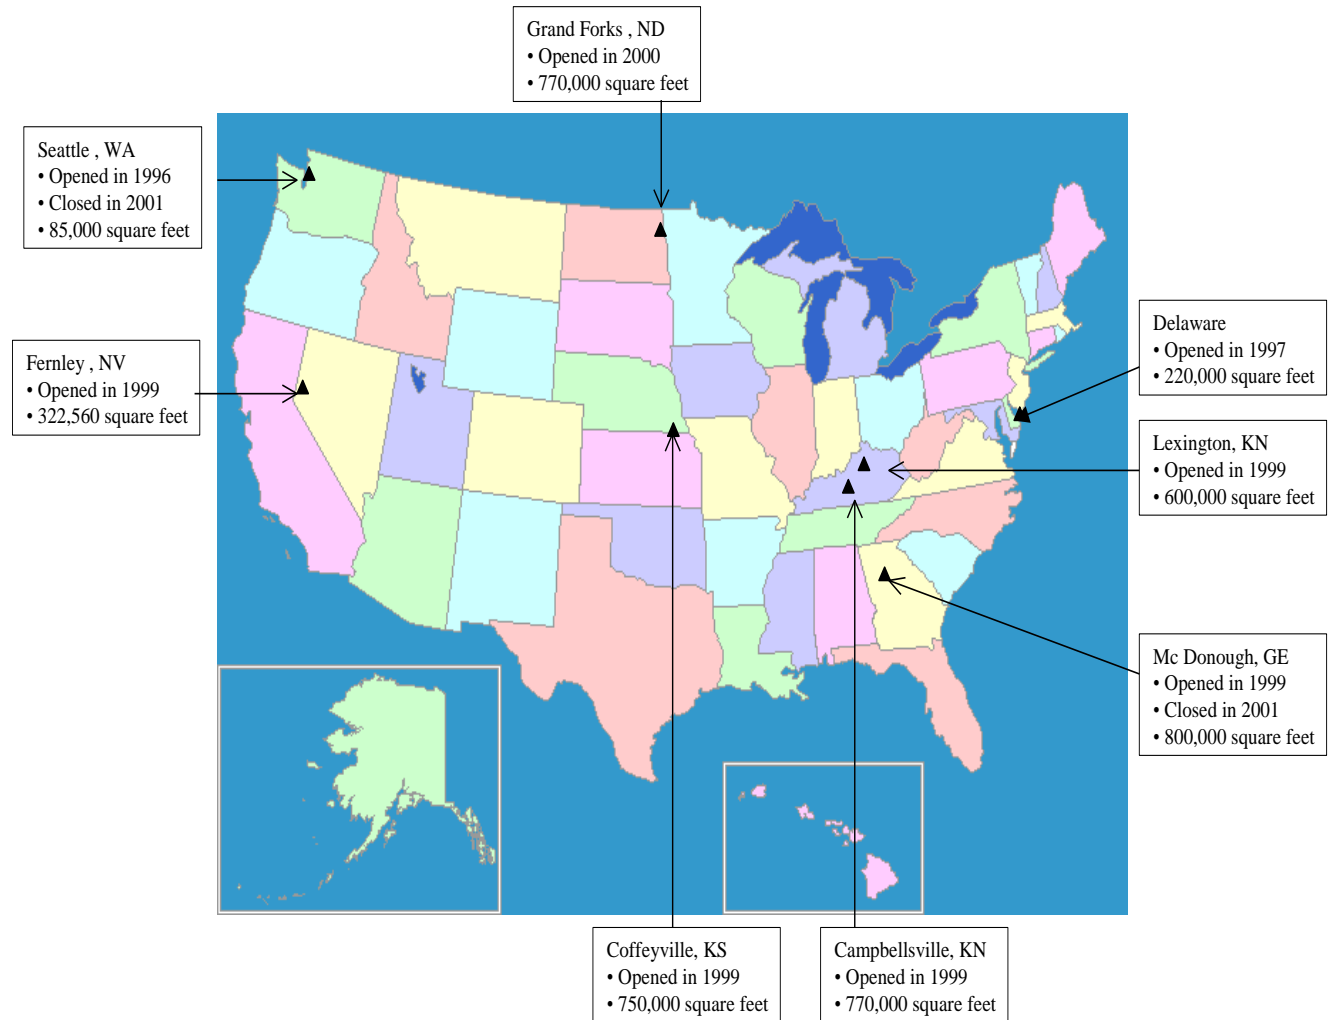 Grand Forks , ND
• Opened in 2000
• 770,000 square feet
Seattle , WA
• Opened in 1996
• Closed in 2001
• 85,000 square feet
Delaware
• Opened in 1997
• 220,000 square feet
Fernley , NV
• Opened in 1999
• 322,560 square feet
Lexington, KN
• Opened in 1999
• 600,000 square feet
Mc Donough, GE
• Opened in 1999
• Closed in 2001
• 800,000 square feet
Coffeyville, KS
• Opened in 1999
• 750,000 square feet
Campbellsville, KN
• Opened in 1999
• 770,000 square feet